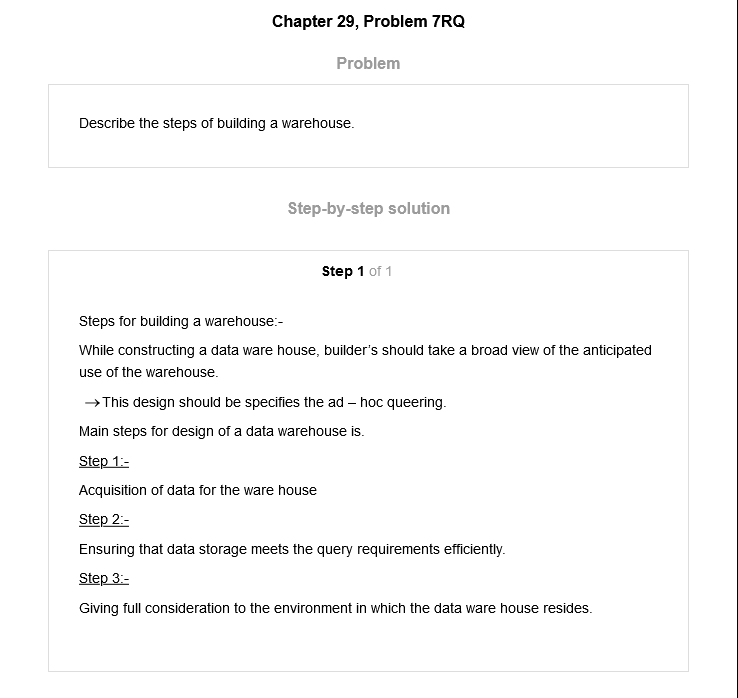 Chapter 29, Problem 7RQ
Problem
Describe the steps of building a warehouse.
Step-by-step solution
Step 1 of 1
Steps for building a warehouse:-
While constructing a data ware house, builder’s should take a broad view of the anticipated
use of the warehouse.
→This design should be specifies the ad – hoc queering.
Main steps for design of a data warehouse is.
Step 1:-
Acquisition of data for the ware house
Step 2:-
Ensuring that data storage meets the query requirements efficiently.
Step 3:-
Giving full consideration to the environment in which the data ware house resides.